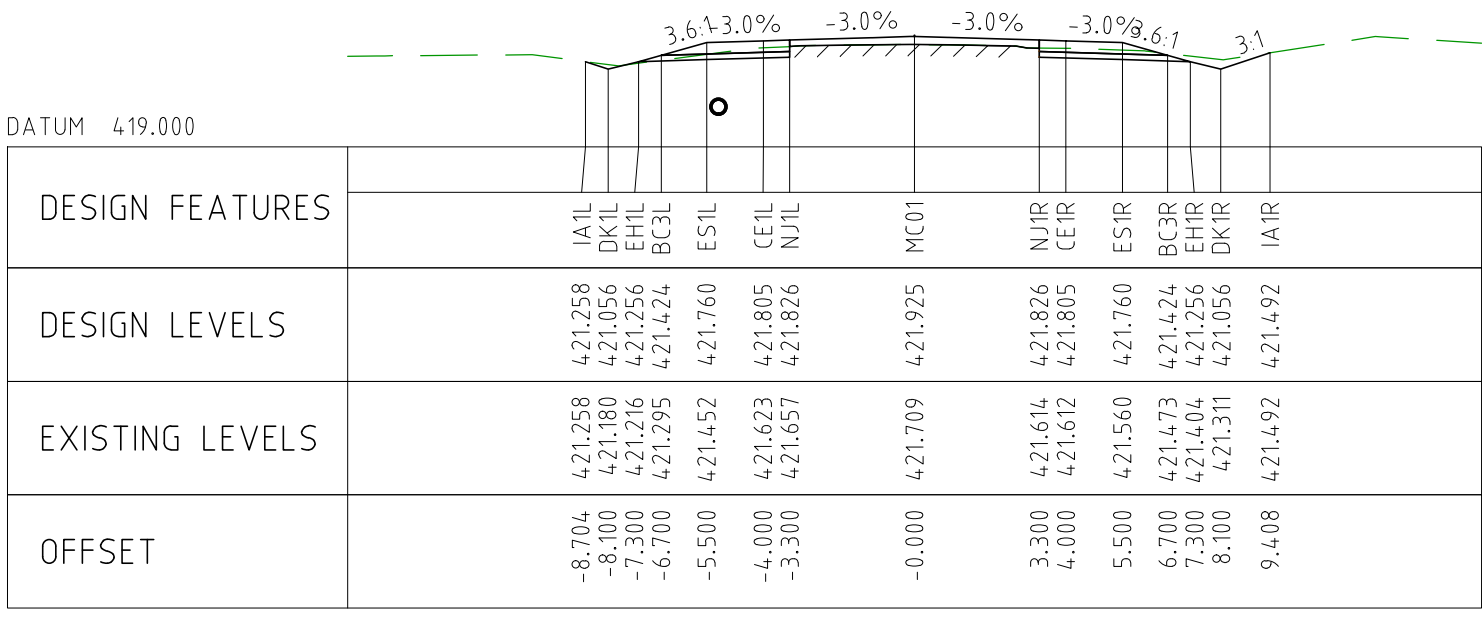 3.6:1
-3.0%
-3.0%
-3.0%
-3.0%
3.6:1
3:1
DATUM 419.000
DESIGN FEATURES
IA1L
DK1L
EH1L
BC3L
ES1L
CE1L
NJ1L
MC01
NJ1R
CE1R
ES1R
BC3R
EH1R
DK1R
IA1R
DESIGN LEVELS
421.258
421.056
421.256
421.424
421.760
421.805
421.826
421.925
421.826
421.805
421.760
421.424
421.256
421.056
421.492
EXISTING LEVELS
421.258
421.180
421.216
421.295
421.452
421.623
421.657
421.709
421.614
421.612
421.560
421.473
421.404
421.311
421.492
OFFSET
-8.704
-8.100
-7.300
-6.700
-5.500
-4.000
-3.300
-0.000
3.300
4.000
5.500
6.700
7.300
8.100
9.408